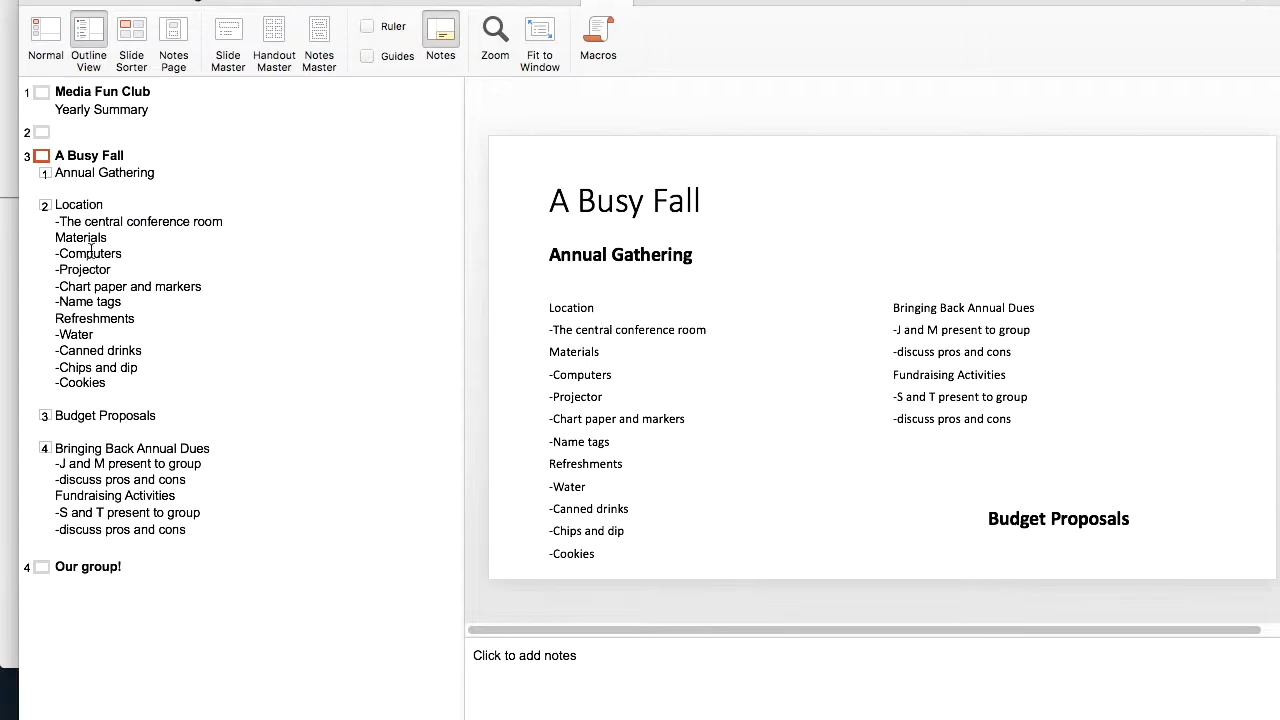 Normal
Outline View
Slide Sorter
Notes Page
Slide Master
Handout Master
Notes Master
Ruler
Guides
Notes
Zoom
Fit to Window
Macros
1 Media Fun Club
Yearly Summary
2
3 A Busy Fall
1 Annual Gathering
2 Location
-The central conference room
Materials
-Computers
-Projector
-Chart paper and markers
-Name tags
Refreshments
-Water
-Canned drinks
-Chips and dip
-Cookies
3 Budget Proposals
4 Bringing Back Annual Dues
-J and M present to group
-discuss pros and cons
Fundraising Activities
-S and T present to group
-discuss pros and cons
4 Our group!
A Busy Fall
Annual Gathering
Location
-The central conference room
Materials
-Computers
-Projector
-Chart paper and markers
-Name tags
Refreshments
-Water
-Canned drinks
-Chips and dip
-Cookies
Bringing Back Annual Dues
-J and M present to group
-discuss pros and cons
Fundraising Activities
-S and T present to group
-discuss pros and cons
Budget Proposals
Click to add notes